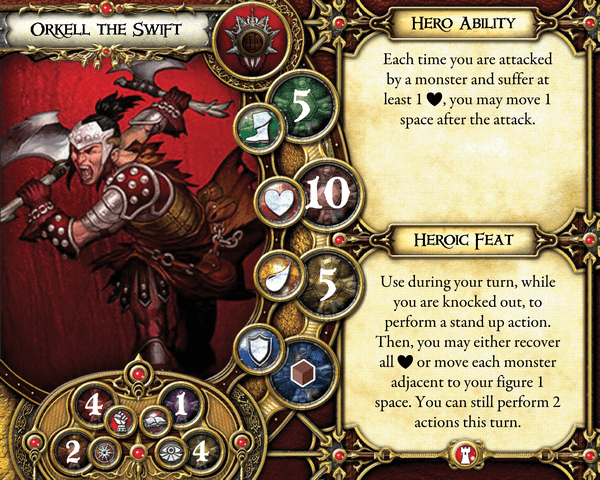 Orkell the Swift
5
10
5
4
1
2
4
Hero Ability
Each time you are attacked
by a monster and suffer at
least 1 ♥, you may move 1
space after the attack.
Heroic Feat
Use during your turn, while
you are knocked out, to
perform a stand up action.
Then, you may either recover
all ♥ or move each monster
adjacent to your figure 1
space. You can still perform 2
actions this turn.